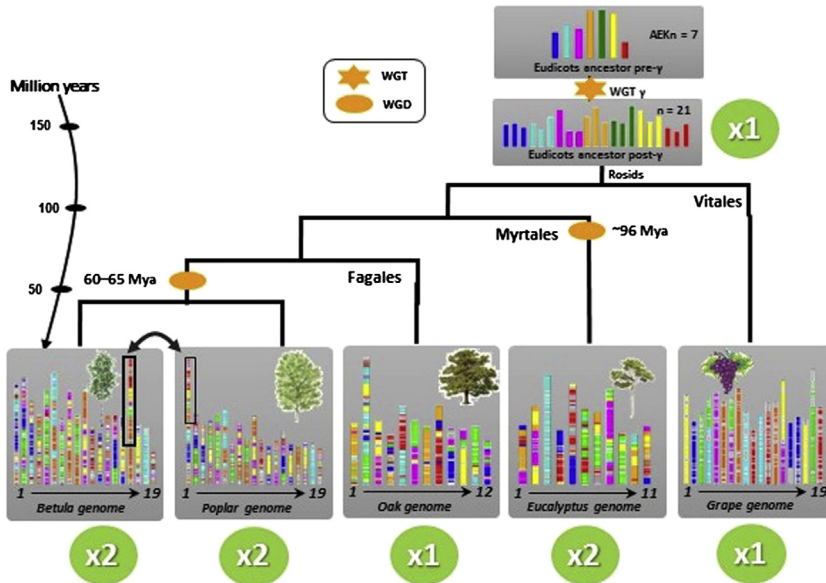 AEKn = 7
Eudicots ancestor pre-y
WGT
WGD
WGT y
n = 21
Eudicots ancestor post-y
x1
Million years
150
100
50
Rosids
Vitales
Myrtales
~96 Mya
Fagales
60–65 Mya
1 19
Betula genome
1 19
Poplar genome
1 12
Oak genome
1 11
Eucalyptus genome
1 19
Grape genome
x2
x2
x1
x2
x1